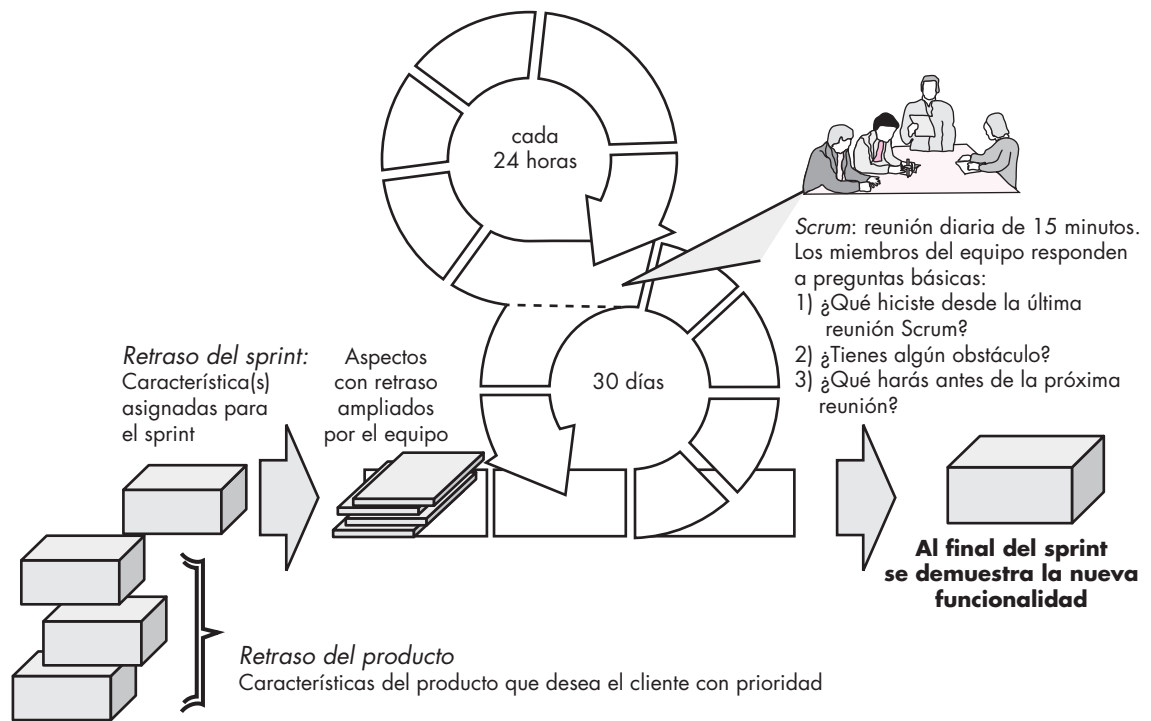 cada
24 horas
Scrum: reunión diaria de 15 minutos.
Los miembros del equipo responden
a preguntas básicas:
1) ¿Qué hiciste desde la última
reunión Scrum?
2) ¿Tienes algún obstáculo?
3) ¿Qué harás antes de la próxima
reunión?
30 días
Retraso del sprint:
Característica(s)
asignadas para
el sprint
Aspectos
con retraso
ampliados
por el equipo
Al final del sprint
se demuestra la nueva
funcionalidad
Retraso del producto
Características del producto que desea el cliente con prioridad